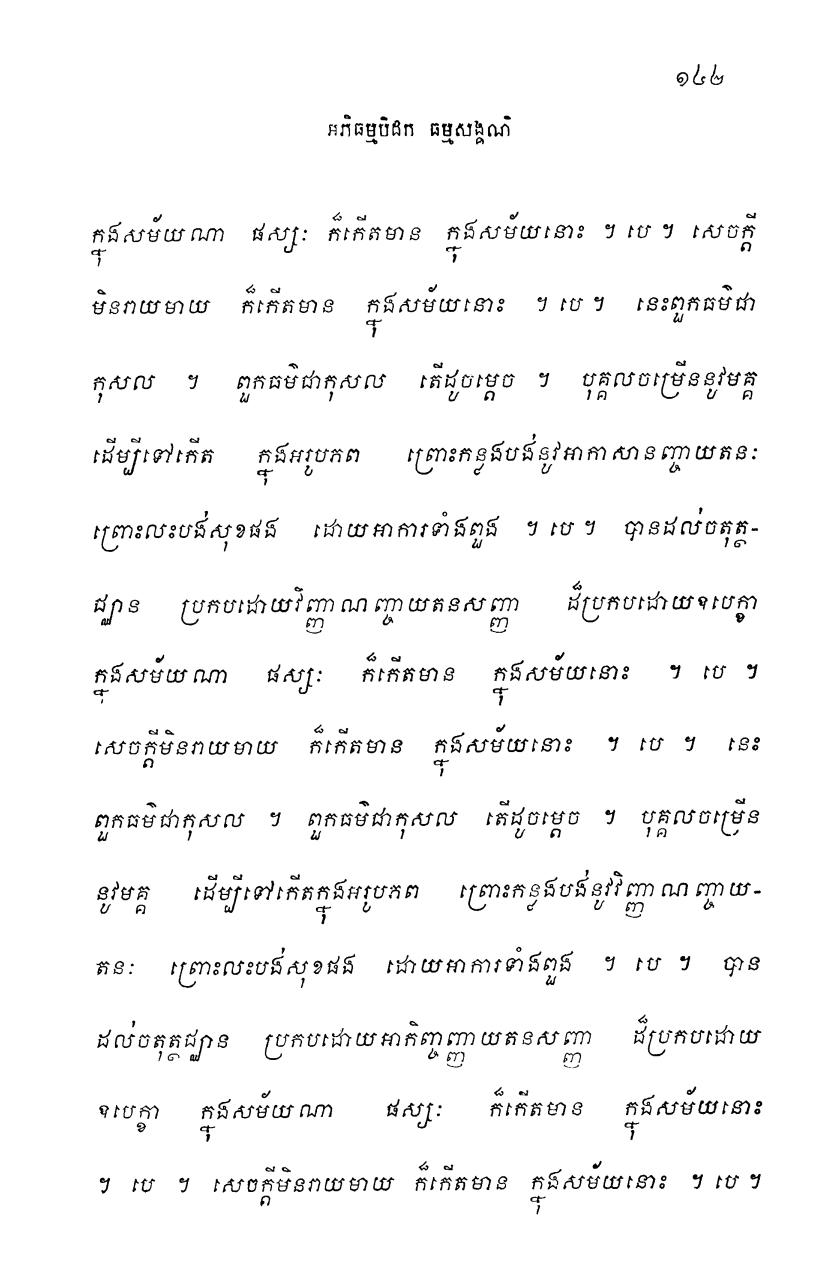 ១៤២
អភិធម្មបិដក ធម្មសង្គណិ
ក្នុងសម័យណា ផស្សៈ ក៏កើតមាន ក្នុងសម័យនោះ ។ បេ ។ សេចក្តី
មិនរាយមាយ ក៏កើតមាន ក្នុងសម័យនោះ ។ បេ ។ នេះពួកធម៌ជា
កុសល ។ ពួកធម៌ជាកុសល តើដូចម្តេច ។ បុគ្គលចម្រើននូវមគ្គ
ដើម្បីទៅកើត ក្នុងអរូបភព ព្រោះកន្លងបង់នូវអាកាសានញ្ចាយតនៈ
ព្រោះលះបង់សុខផង ដោយអាការទាំងពួង ។ បេ ។ បានដល់ចតុត្ថ-
ជ្ឈាន ប្រកបដោយវិញ្ញាណញ្ចាយតនសញ្ញា ដ៏ប្រកបដោយឧបេក្ខា
ក្នុងសម័យណា ផស្សៈ ក៏កើតមាន ក្នុងសម័យនោះ ។ បេ ។
សេចក្តីមិនរាយមាយ ក៏កើតមាន ក្នុងសម័យនោះ ។ បេ ។ នេះ
ពួកធម៌ជាកុសល ។ ពួកធម៌ជាកុសល តើដូចម្តេច ។ បុគ្គលចម្រើន
នូវមគ្គ ដើម្បីទៅកើតក្នុងអរូបភព ព្រោះកន្លងបង់នូវវិញ្ញាណញ្ចាយ-
តនៈ ព្រោះលះបង់សុខផង ដោយអាការទាំងពួង ។ បេ ។ បាន
ដល់ចតុត្ថជ្ឈាន ប្រកបដោយអាកិញ្ចញ្ញាយតនសញ្ញា ដ៏ប្រកបដោយ
ឧបេក្ខា ក្នុងសម័យណា ផស្សៈ ក៏កើតមាន ក្នុងសម័យនោះ
។ បេ ។ សេចក្តីមិនរាយមាយ ក៏កើតមាន ក្នុងសម័យនោះ ។ បេ ។